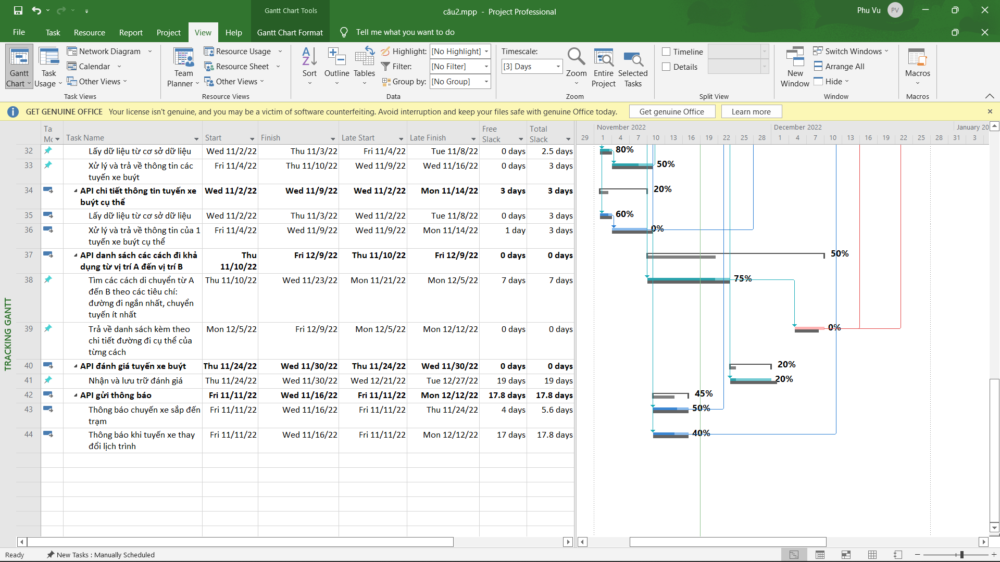 Gantt Chart Tools
câu2.mpp - Project Professional
Phu Vu
PV
File Task Resource Report Project View Help Gantt Chart Format Tell me what you want to do
Gantt Chart
Task Usage
Network Diagram
Calendar
Other Views
Task Views
Team Planner
Resource Usage
Resource Sheet
Other Views
Resource Views
Sort
Outline
Tables
Highlight: [No Highlight]
Filter: [No Filter]
Group by: [No Group]
Data
Timescale:
[3] Days
Zoom
Entire Project
Selected Tasks
Zoom
Timeline
Details
Split View
New Window
Switch Windows
Arrange All
Hide
Window
Macros
Macros
GET GENUINE OFFICE Your license isn't genuine, and you may be a victim of software counterfeiting. Avoid interruption and keep your files safe with genuine Office today. Get genuine Office Learn more
TRACKING GANTT
Ta Mc Task Name Start Finish Late Start Late Finish Free Slack Total Slack
November 2022 December 2022 January 20
29 1 4 7 10 13 16 19 22 25 28 1 4 7 10 13 16 19 22 25 28 31 3
32 Lấy dữ liệu từ cơ sở dữ liệu Wed 11/2/22 Thu 11/3/22 Fri 11/4/22 Tue 11/8/22 0 days 2.5 days 80%
33 Xử lý và trả về thông tin các Fri 11/4/22 Thu 11/10/22 Wed 11/9/22 Wed 11/16/22 0 days 3 days 50%
tuyến xe buýt
34 API chi tiết thông tin tuyến xe Wed 11/2/22 Wed 11/9/22 Wed 11/2/22 Mon 11/14/22 3 days 3 days 20%
buýt cụ thể
35 Lấy dữ liệu từ cơ sở dữ liệu Wed 11/2/22 Thu 11/3/22 Wed 11/2/22 Tue 11/8/22 0 days 3 days 60%
36 Xử lý và trả về thông tin của 1 Fri 11/4/22 Wed 11/9/22 Wed 11/9/22 Mon 11/14/22 1 day 3 days 0%
tuyến xe buýt cụ thể
37 API danh sách các cách đi khả Thu Fri 12/9/22 Thu 11/10/22 Fri 12/9/22 0 days 0 days 50%
dụng từ vị trí A đến vị trí B 11/10/22
38 Tìm các cách di chuyển từ A Thu 11/10/22 Wed 11/23/22 Mon 11/21/22 Mon 12/5/22 7 days 7 days 75%
đến B theo các tiêu chí:
đường đi ngắn nhất, chuyển
tuyến ít nhất
39 Trả về danh sách kèm theo Mon 12/5/22 Fri 12/9/22 Mon 12/5/22 Mon 12/12/22 0 days 0 days 0%
chi tiết đường đi cụ thể của
từng cách
40 API đánh giá tuyến xe buýt Thu 11/24/22 Wed 11/30/22 Thu 11/24/22 Wed 11/30/22 0 days 0 days 20%
41 Nhận và lưu trữ đánh giá Thu 11/24/22 Wed 11/30/22 Wed 12/21/22 Tue 12/27/22 19 days 19 days 20%
42 API gửi thông báo Fri 11/11/22 Wed 11/16/22 Fri 11/11/22 Mon 12/12/22 17.8 days 17.8 days 45%
43 Thông báo chuyến xe sắp đến Fri 11/11/22 Wed 11/16/22 Fri 11/11/22 Thu 11/24/22 4 days 5.6 days 50%
trạm
44 Thông báo khi tuyến xe thay Fri 11/11/22 Wed 11/16/22 Fri 11/11/22 Mon 12/12/22 17 days 17.8 days 40%
đổi lịch trình
Ready New Tasks : Manually Scheduled